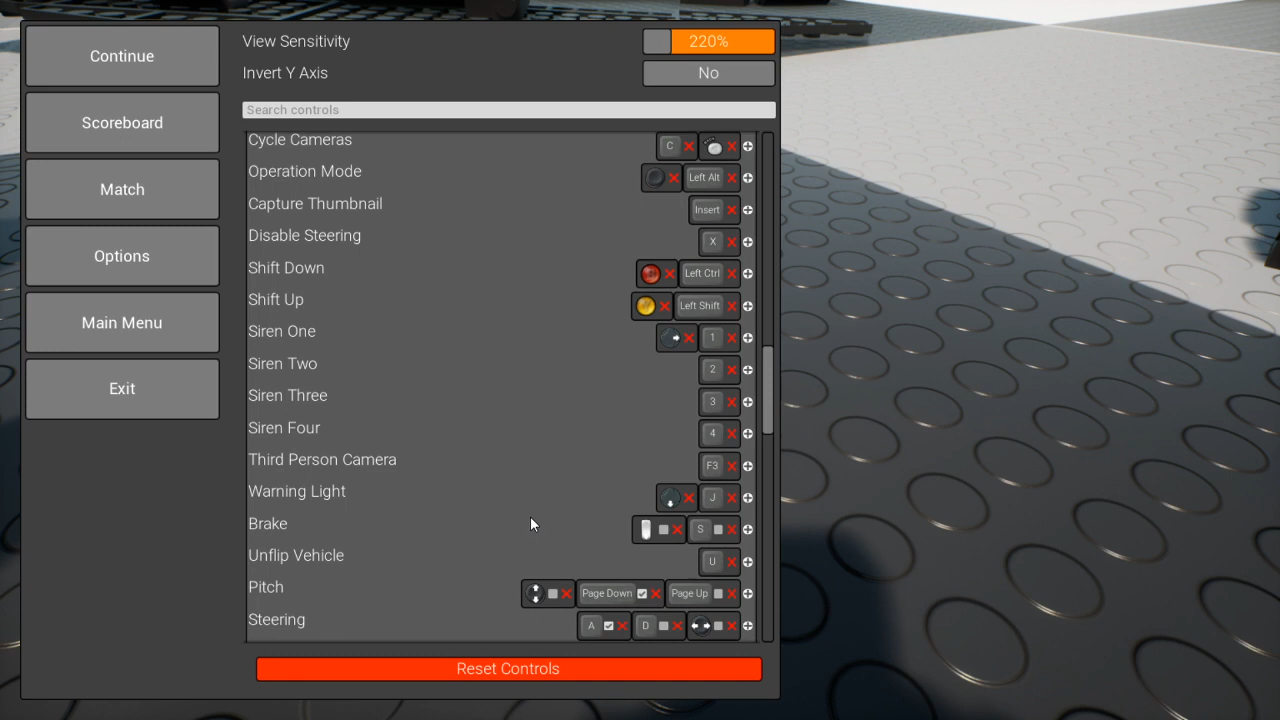 Continue
Scoreboard
Match
Options
Main Menu
Exit
View Sensitivity 220%
Invert Y Axis No
Search controls
Cycle Cameras C
Operation Mode Left Alt
Capture Thumbnail Insert
Disable Steering X
Shift Down Left Ctrl
Shift Up Left Shift
Siren One 1
Siren Two 2
Siren Three 3
Siren Four 4
Third Person Camera F3
Warning Light J
Brake S
Unflip Vehicle U
Pitch Page Down Page Up
Steering A D
Reset Controls